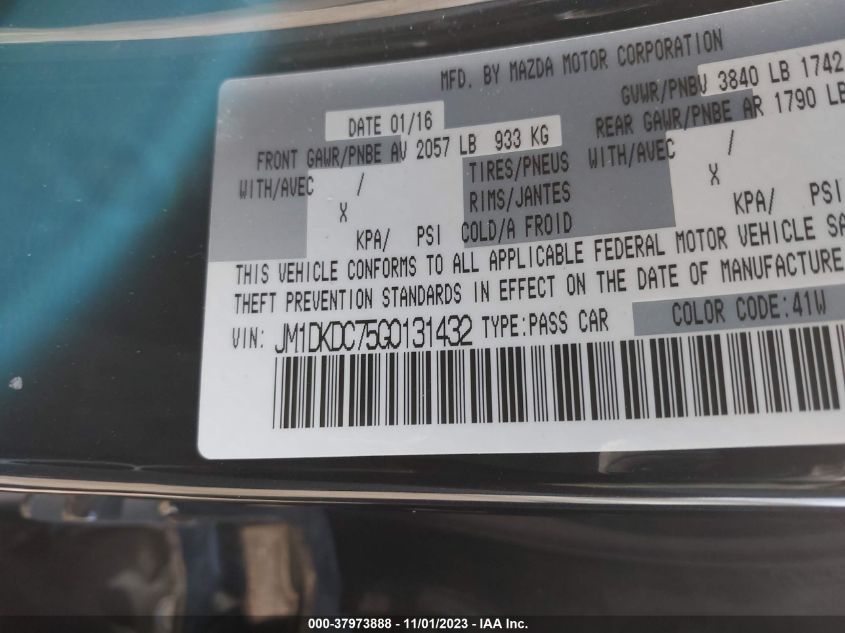 MFD. BY MAZDA MOTOR CORPORATION
DATE 01/16
GVWR/PNBV 3840 LB 1742
FRONT GAWR/PNBE AV 2057 LB 933 KG
REAR GAWR/PNBE AR 1790 LB
WITH/AVEC / TIRES/PNEUS WITH/AVEC /
X RIMS/JANTES X
KPA/ PSI COLD/A FROID KPA/ PSI
THIS VEHICLE CONFORMS TO ALL APPLICABLE FEDERAL MOTOR VEHICLE SA
THEFT PREVENTION STANDARDS IN EFFECT ON THE DATE OF MANUFACTURE
VIN: JM1DKDC75G0131432 TYPE:PASS CAR COLOR CODE:41W
000-37973888 - 11/01/2023 - IAA Inc.